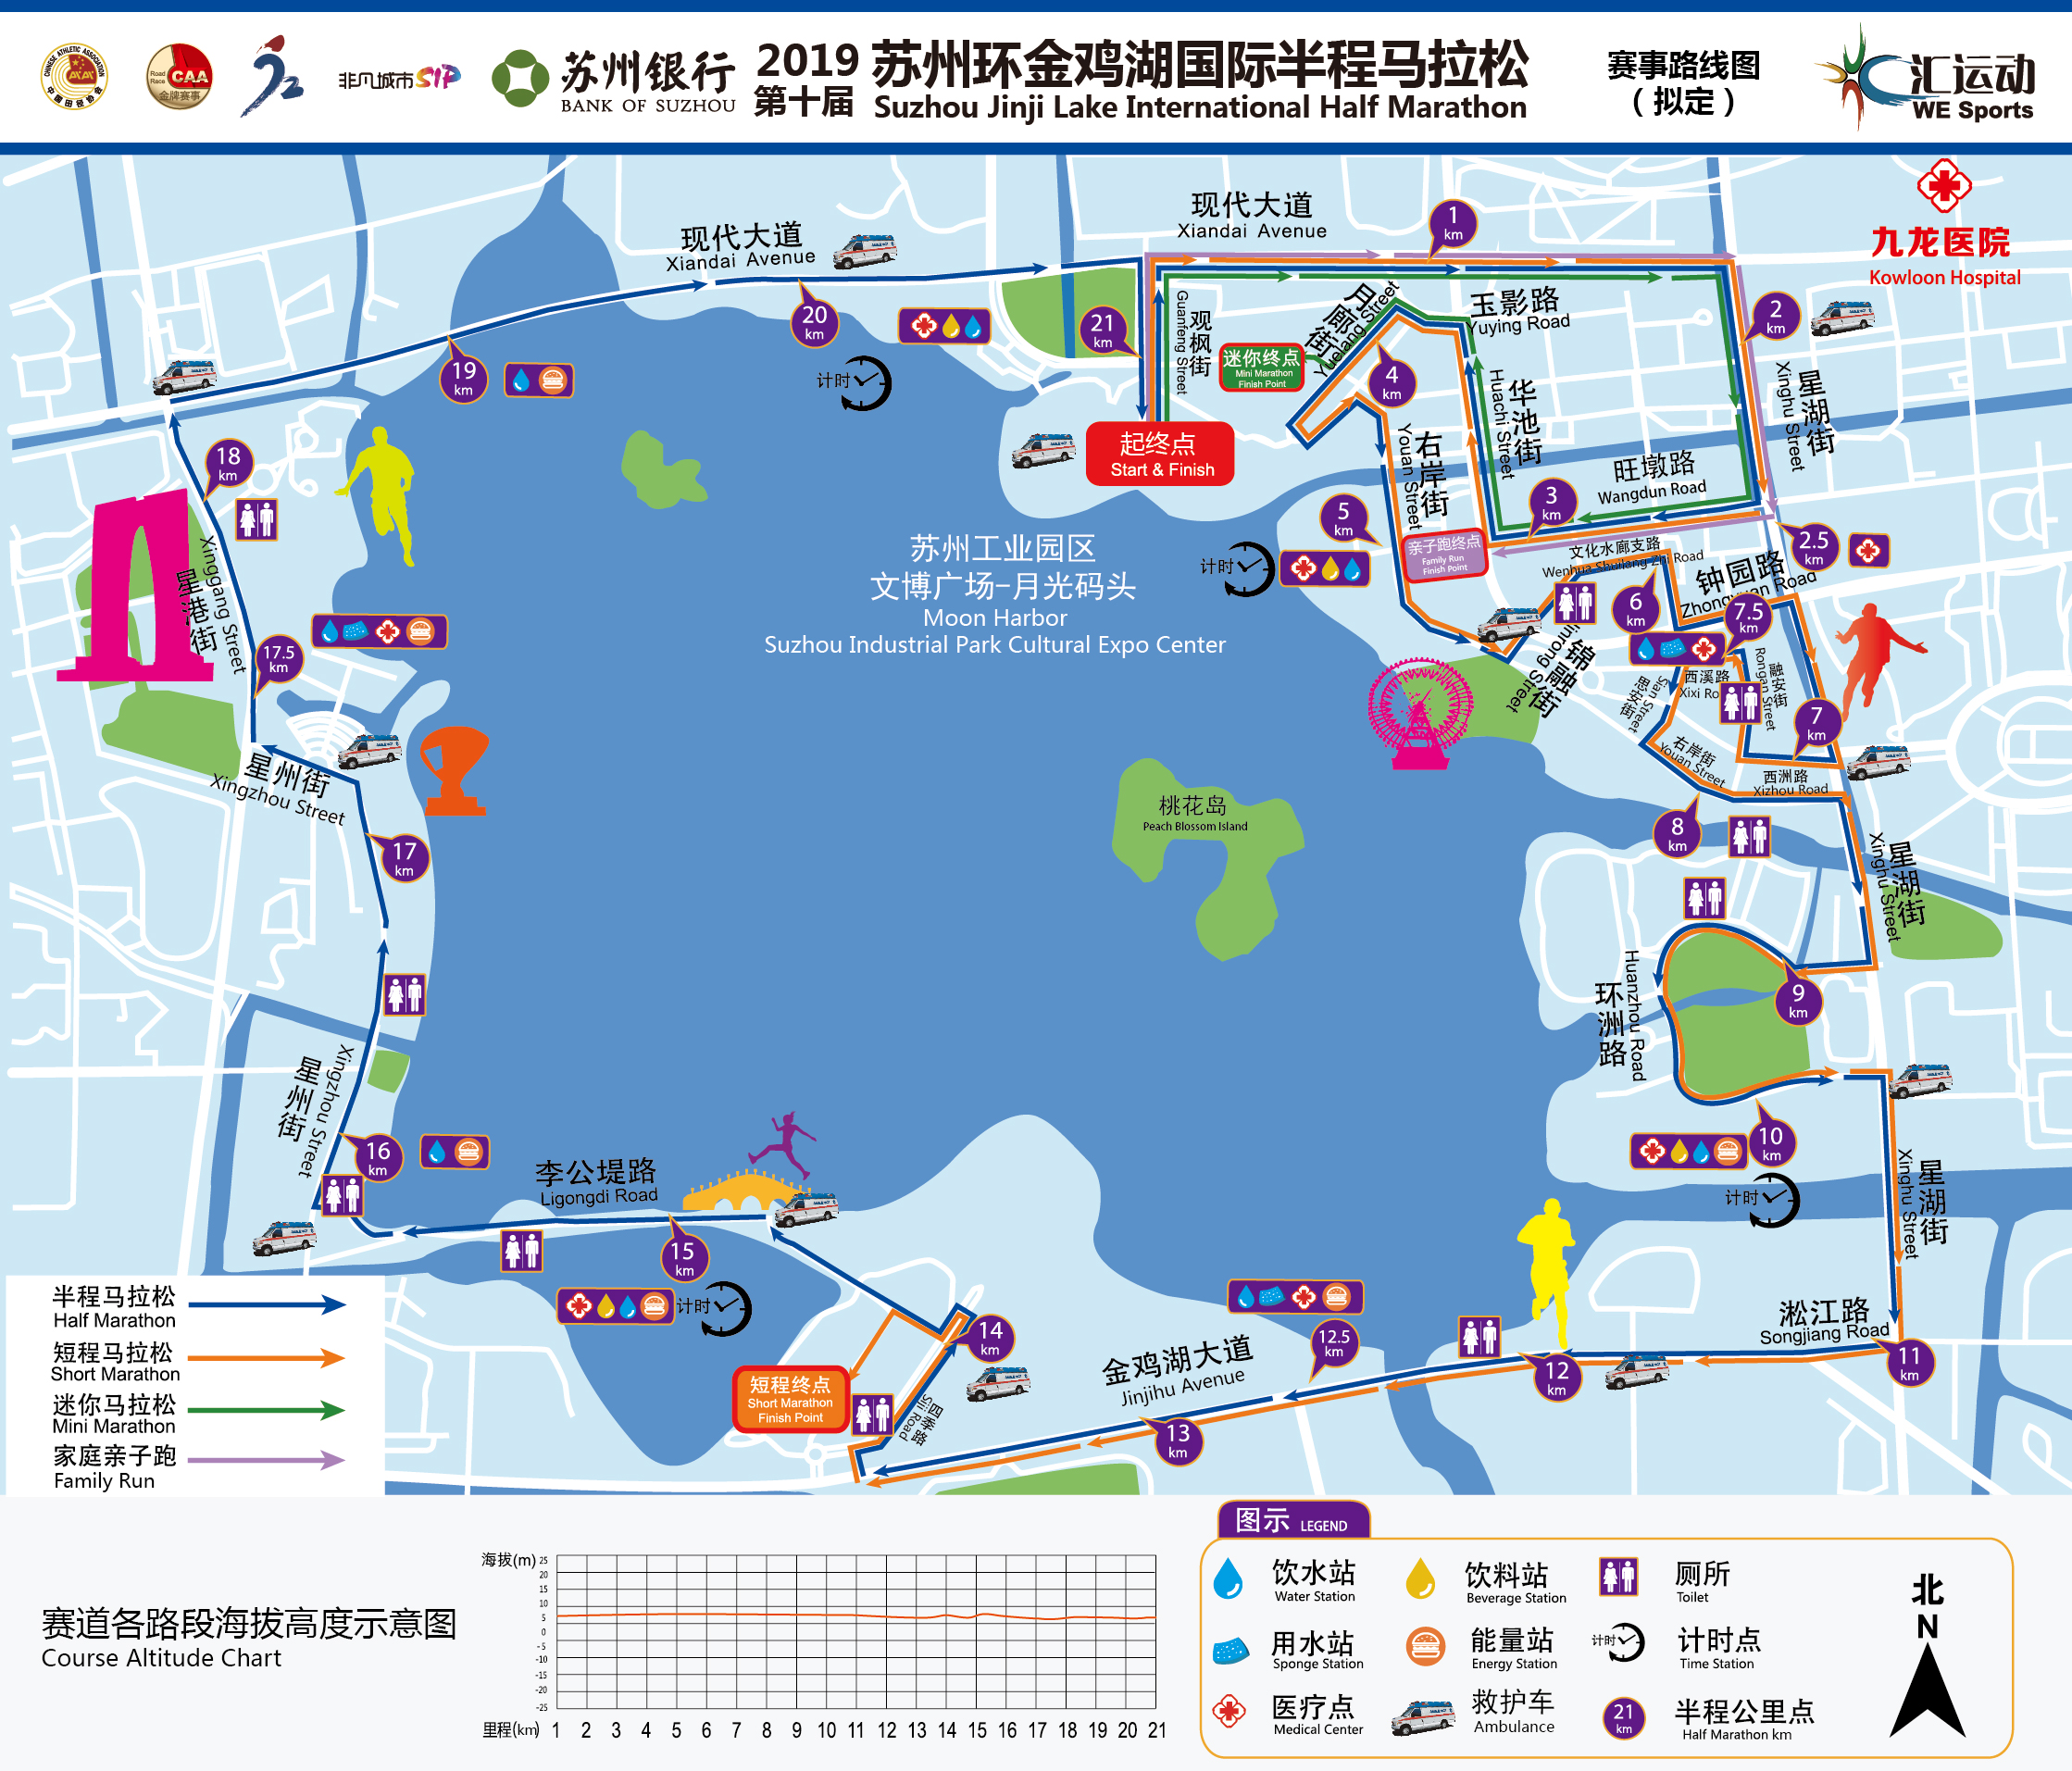 CHINESE ATHLETIC ASSOCIATION
中国田径协会
Road Race
CAA
金牌赛事
非凡城市SIP
苏州银行
BANK OF SUZHOU
2019
第十届
苏州环金鸡湖国际半程马拉松
Suzhou Jinji Lake International Half Marathon
赛事路线图
（拟定）
汇运动
WE Sports
九龙医院
Kowloon Hospital
现代大道
Xiandai Avenue
现代大道
Xiandai Avenue
1
km
2
km
20
km
21
km
19
km
计时
观枫街
Guanfeng Street
迷你终点
Mini Marathon
Finish Point
月廊街
Yuelang Street
玉影路
Yuying Road
4
km
华池街
Huachi Street
星湖街
Xinghu Street
起终点
Start & Finish
右岸街
Youan Street
旺墩路
Wangdun Road
18
km
3
km
5
km
计时
亲子跑终点
Family Run
Finish Point
2.5
km
文化水廊支路
Wenhua Shuilang Zhi Road
钟园路
Zhongyuan Road
6
km
7.5
km
苏州工业园区
文博广场-月光码头
Moon Harbor
Suzhou Industrial Park Cultural Expo Center
星港街
Xinggang Street
17.5
km
锦融街
Jinrong Street
思安街
Sian Street
西溪路
Xixi Ro
融安街
Rongan Street
7
km
右岸街
Youan Street
西洲路
Xizhou Road
星州街
Xingzhou Street
桃花岛
Peach Blossom Island
8
km
17
km
星湖街
Xinghu Street
环洲路
Huanzhou Road
9
km
星州街
Xingzhou Street
16
km
10
km
计时
李公堤路
Ligongdi Road
15
km
计时
星湖街
Xinghu Street
淞江路
Songjiang Road
11
km
12
km
12.5
km
金鸡湖大道
Jinjihu Avenue
13
km
14
km
短程终点
Short Marathon
Finish Point
四季路
Siji Road
半程马拉松
Half Marathon
短程马拉松
Short Marathon
迷你马拉松
Mini Marathon
家庭亲子跑
Family Run
赛道各路段海拔高度示意图
Course Altitude Chart
海拔(m)
25
20
15
10
5
0
-5
-10
-15
-20
-25
里程(km) 1 2 3 4 5 6 7 8 9 10 11 12 13 14 15 16 17 18 19 20 21
图示 LEGEND
饮水站
Water Station
饮料站
Beverage Station
厕所
Toilet
用水站
Sponge Station
能量站
Energy Station
计时
计时点
Time Station
医疗点
Medical Center
救护车
Ambulance
21
km
半程公里点
Half Marathon km
北
N